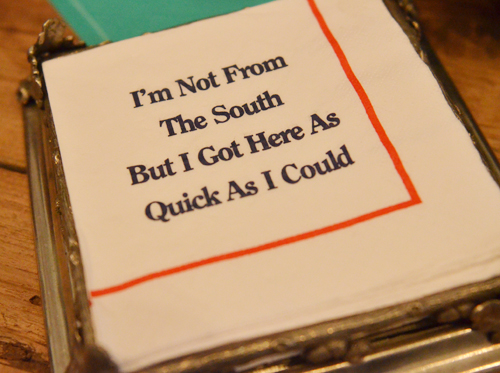 I'm Not From
The South
But I Got Here As
Quick As I Could